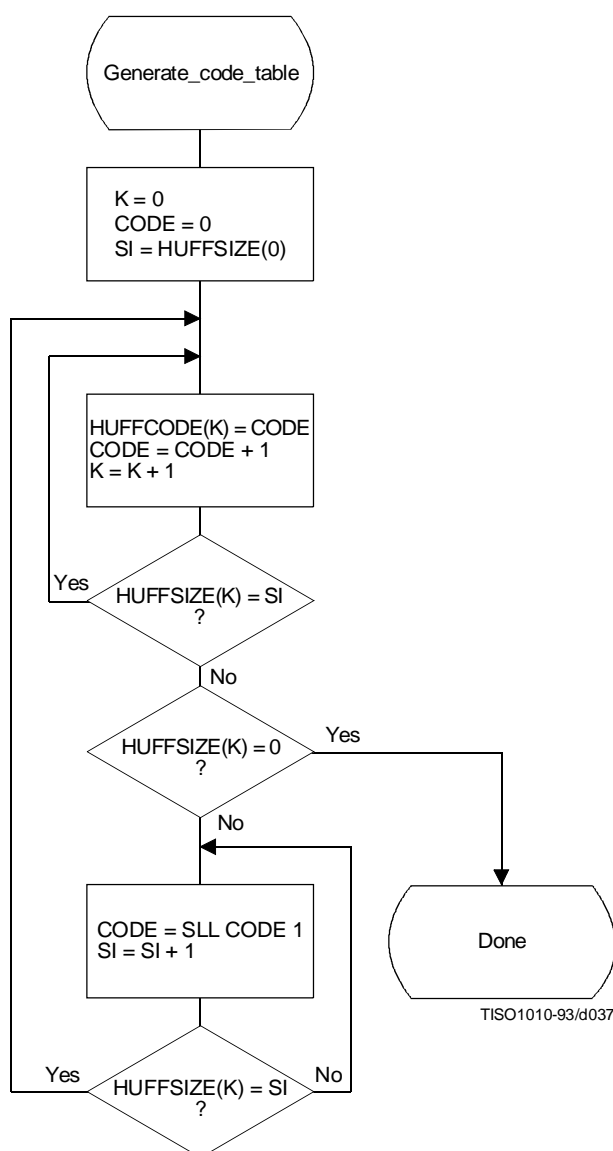 Generate_code_table
K = 0
CODE = 0
SI = HUFFSIZE(0)
HUFFCODE(K) = CODE
CODE = CODE + 1
K = K + 1
Yes
HUFFSIZE(K) = SI
?
No
HUFFSIZE(K) = 0
?
Yes
No
CODE = SLL CODE 1
SI = SI + 1
Done
TISO1010-93/d037
Yes
HUFFSIZE(K) = SI
?
No